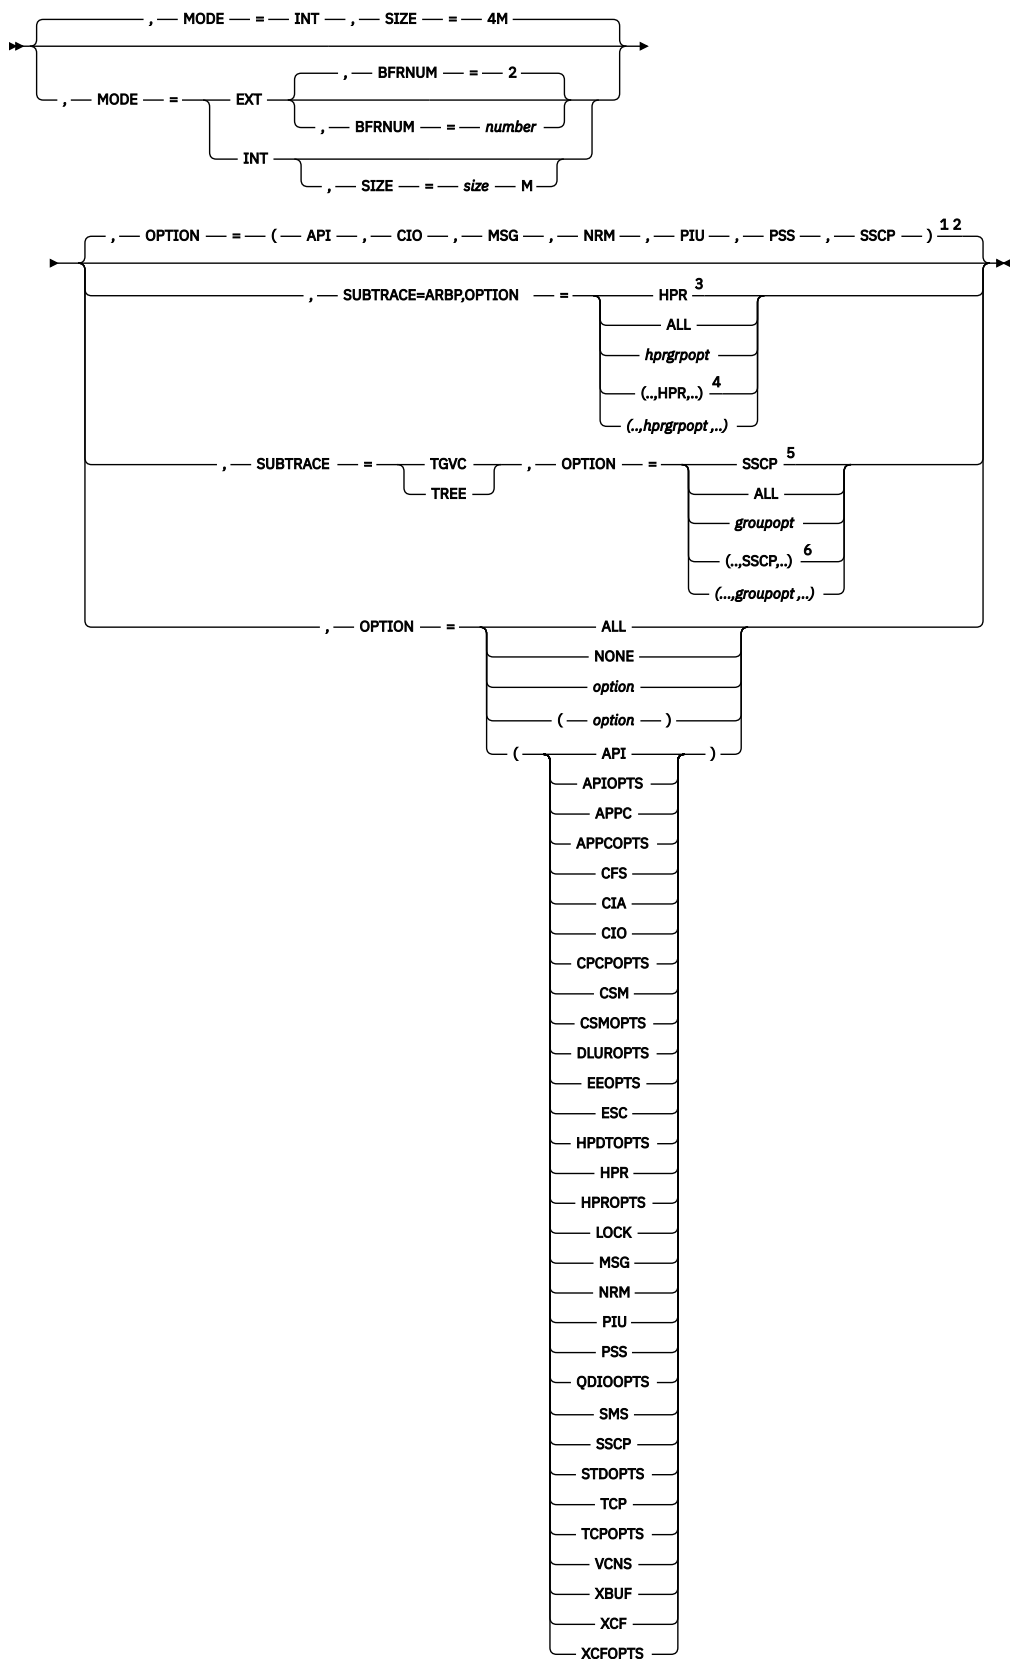 , MODE = INT , SIZE = 4M
, BFRNUM = 2
, MODE = EXT
, BFRNUM = number
INT
, SIZE = size M
, OPTION = ( API , CIO , MSG , NRM , PIU , PSS , SSCP ) 1 2
, SUBTRACE=ARBP,OPTION = HPR 3
ALL
hprgrpopt
(..,HPR,..) 4
(..,hprgrpopt ,..)
, SUBTRACE = TGVC , OPTION = SSCP 5
TREE
ALL
groupopt
(..,SSCP,..) 6
(...,groupopt ,..)
, OPTION = ALL
NONE
option
( option )
( API )
APIOPTS
APPC
APPCOPTS
CFS
CIA
CIO
CPCPOPTS
CSM
CSMOPTS
DLUROPTS
EEOPTS
ESC
HPDTOPTS
HPR
HPROPTS
LOCK
MSG
NRM
PIU
PSS
QDIOOPTS
SMS
SSCP
STDOPTS
TCP
TCPOPTS
VCNS
XBUF
XCF
XCFOPTS